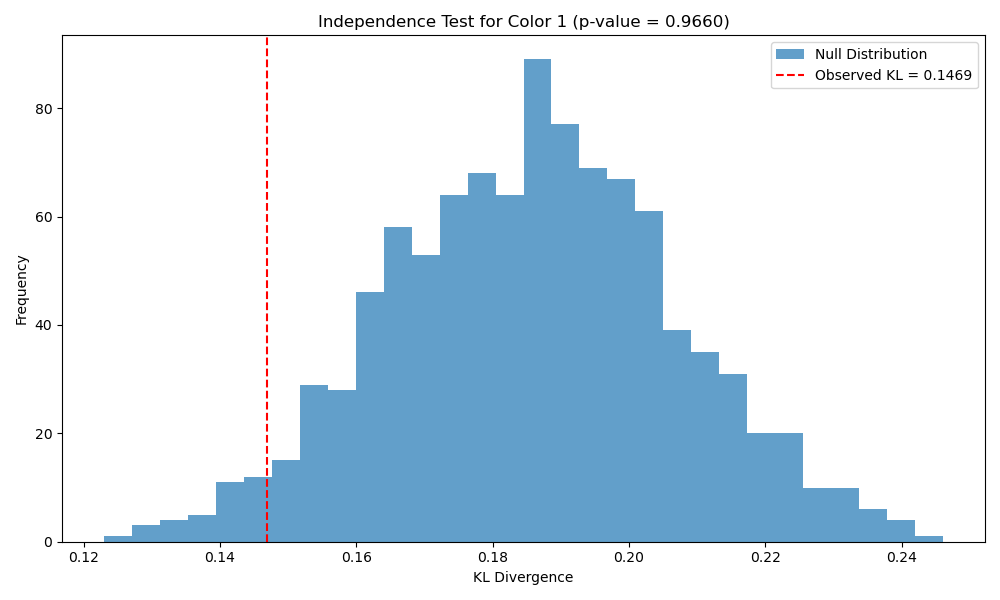 Independence Test for Color 1 (p-value = 0.9660)
Null Distribution
Observed KL = 0.1469
Frequency
80
60
40
20
0
0.12 0.14 0.16 0.18 0.20 0.22 0.24
KL Divergence